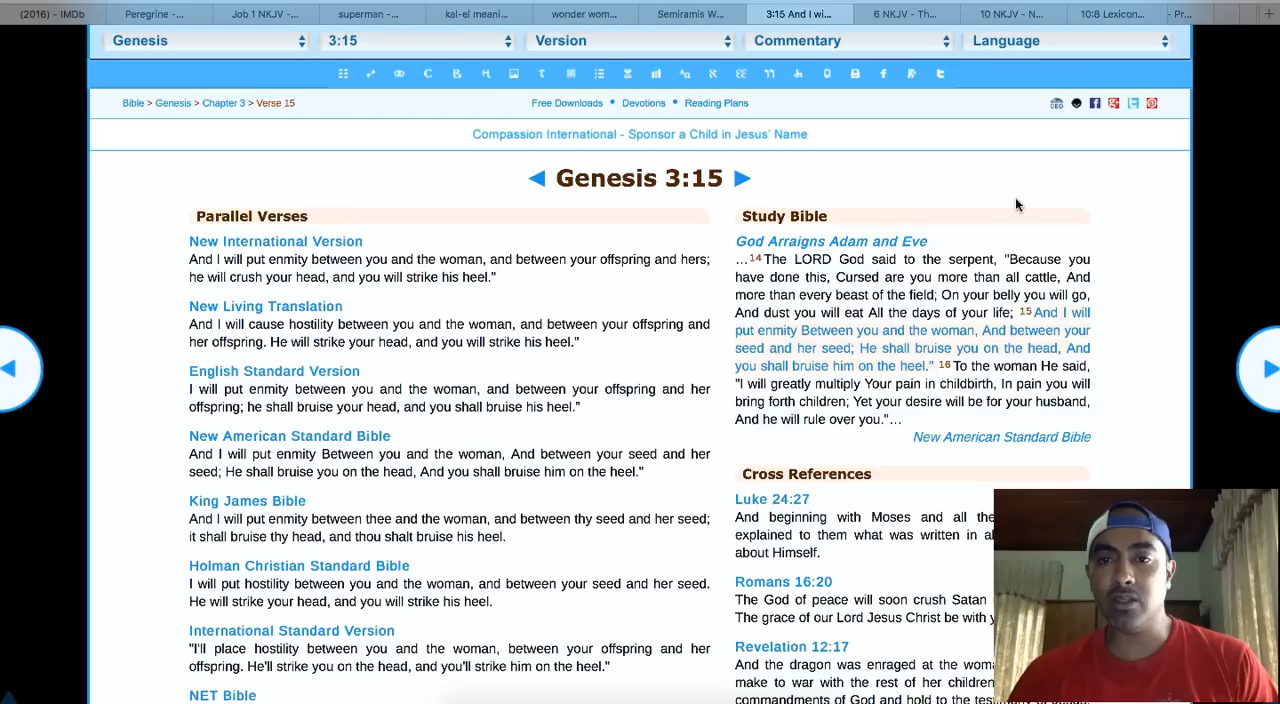 (2016) - IMDb
Peregrine -...
Job 1 NKJV -...
superman -...
kal-el meani...
wonder wom...
Semiramis W...
3:15 And I wi...
6 NKJV - Th...
10 NKJV - N...
10:8 Lexicon...
- Pr...
Genesis
3:15
Version
Commentary
Language
Bible > Genesis > Chapter 3 > Verse 15
Free Downloads • Devotions • Reading Plans
Compassion International - Sponsor a Child in Jesus' Name
Genesis 3:15
Parallel Verses
New International Version
And I will put enmity between you and the woman, and between your offspring and hers;
he will crush your head, and you will strike his heel."
New Living Translation
And I will cause hostility between you and the woman, and between your offspring and
her offspring. He will strike your head, and you will strike his heel."
English Standard Version
I will put enmity between you and the woman, and between your offspring and her
offspring; he shall bruise your head, and you shall bruise his heel."
New American Standard Bible
And I will put enmity Between you and the woman, And between your seed and her
seed; He shall bruise you on the head, And you shall bruise him on the heel."
King James Bible
And I will put enmity between thee and the woman, and between thy seed and her seed;
it shall bruise thy head, and thou shalt bruise his heel.
Holman Christian Standard Bible
I will put hostility between you and the woman, and between your seed and her seed.
He will strike your head, and you will strike his heel.
International Standard Version
"I'll place hostility between you and the woman, between your offspring and her
offspring. He'll strike you on the head, and you'll strike him on the heel."
NET Bible
Study Bible
God Arraigns Adam and Eve
…14 The LORD God said to the serpent, "Because you
have done this, Cursed are you more than all cattle, And
more than every beast of the field; On your belly you will go,
And dust you will eat All the days of your life; 15 And I will
put enmity Between you and the woman, And between your
seed and her seed; He shall bruise you on the head, And
you shall bruise him on the heel." 16 To the woman He said,
"I will greatly multiply Your pain in childbirth, In pain you will
bring forth children; Yet your desire will be for your husband,
And he will rule over you."…
New American Standard Bible
Cross References
Luke 24:27
And beginning with Moses and all the
explained to them what was written in al
about Himself.
Romans 16:20
The God of peace will soon crush Satan
The grace of our Lord Jesus Christ be with y
Revelation 12:17
And the dragon was enraged at the woma
make to war with the rest of her children
commandments of God and hold to the testimony of Jesus.